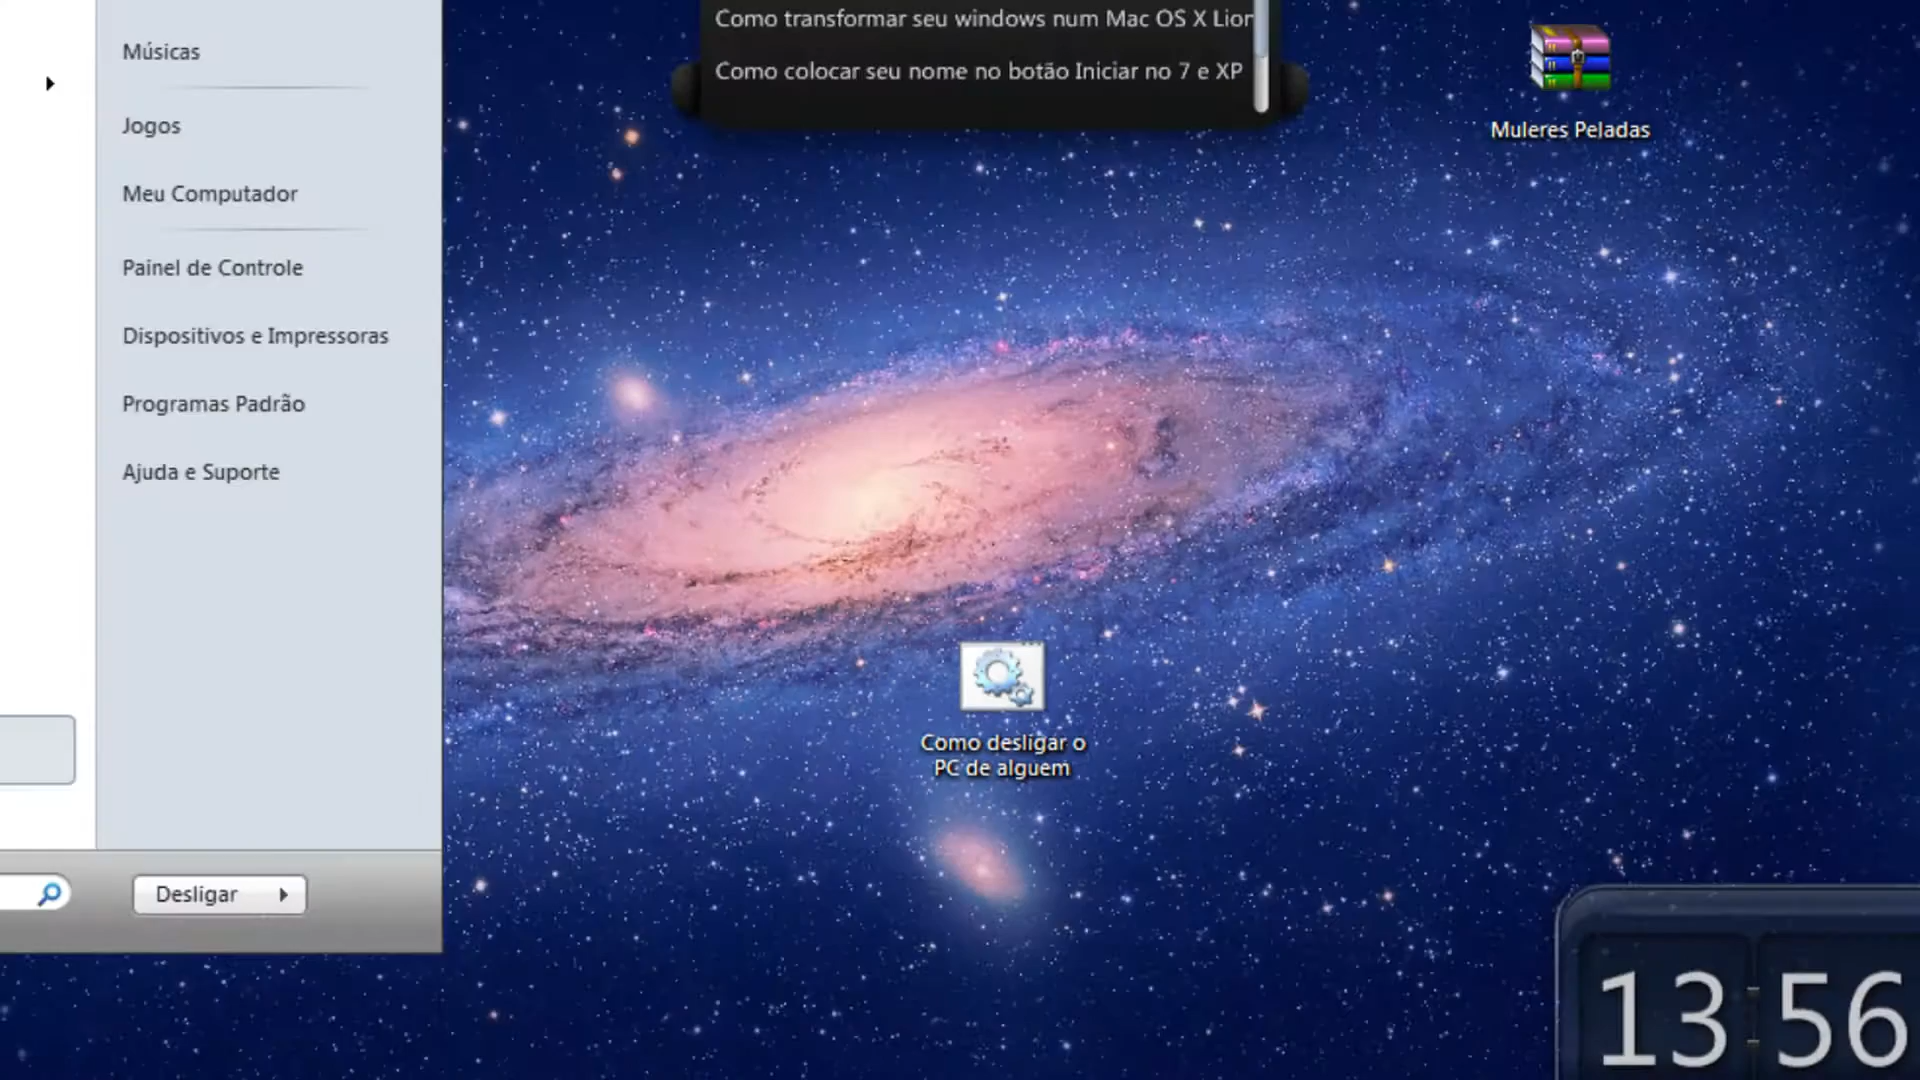 Músicas
Jogos
Meu Computador
Painel de Controle
Dispositivos e Impressoras
Programas Padrão
Ajuda e Suporte
Desligar
Como transformar seu windows num Mac OS X Lion
Como colocar seu nome no botão Iniciar no 7 e XP
Muleres Peladas
Como desligar o
PC de alguem
13:56